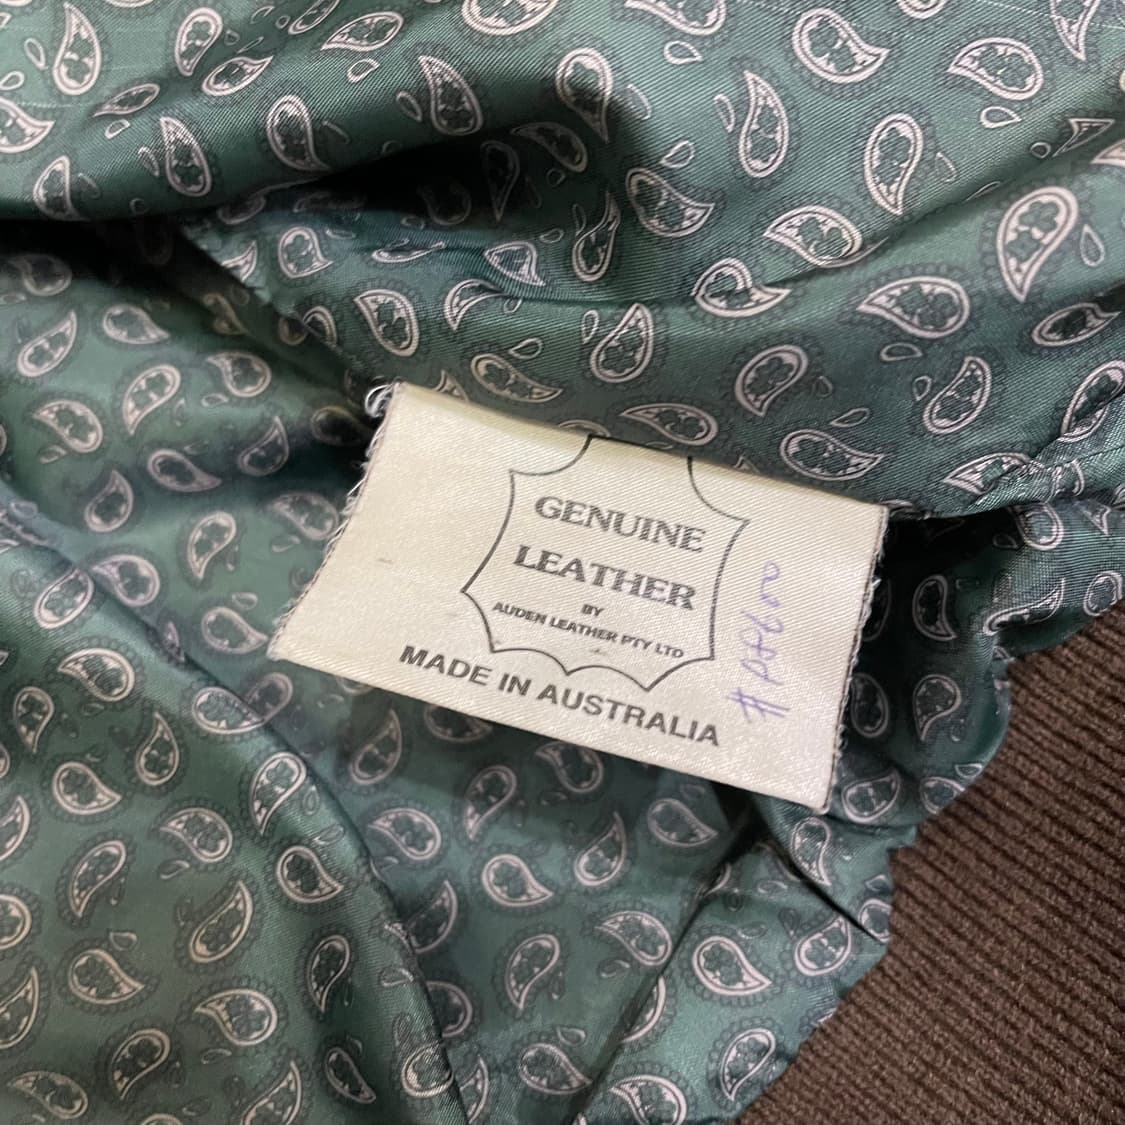 GENUINE
LEATHER
BY
AUDEN LEATHER PTY LTD
MADE IN AUSTRALIA